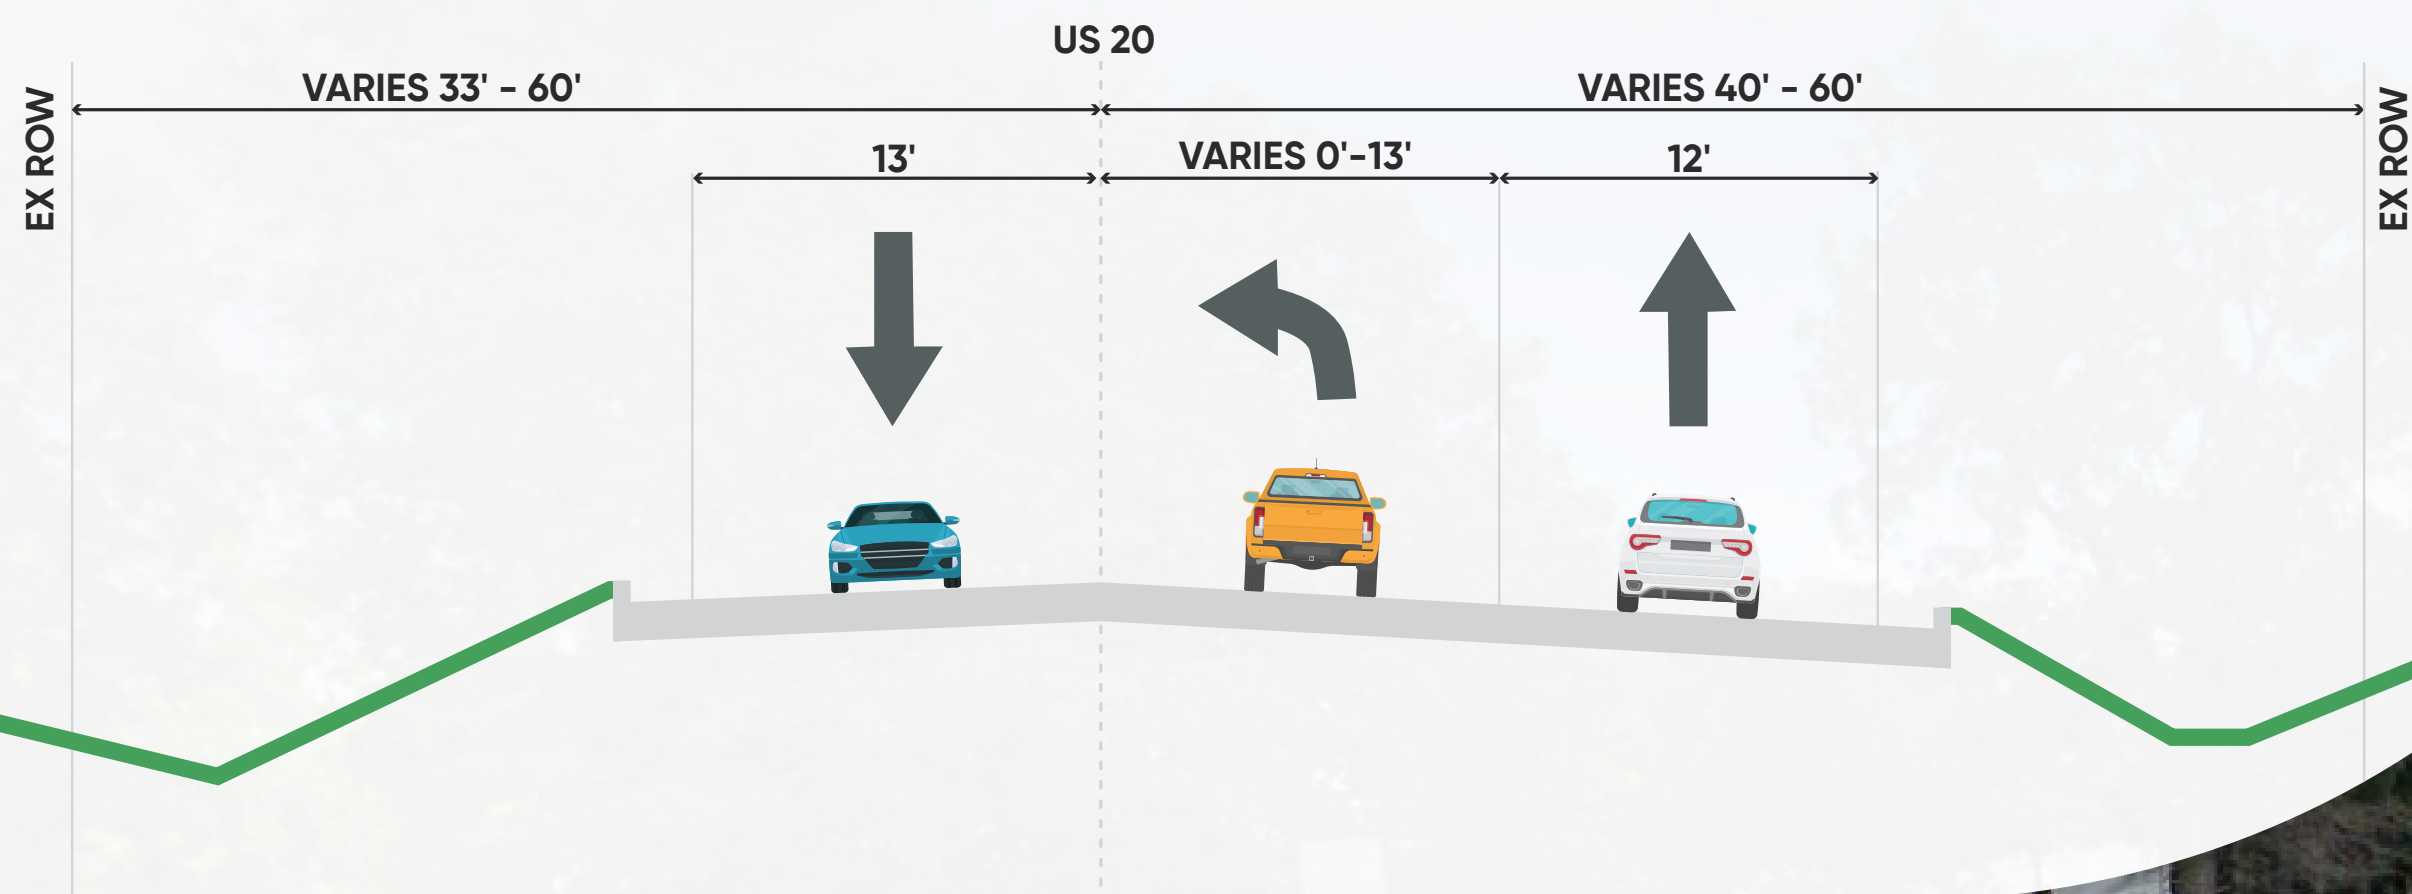 US 20
VARIES 33' - 60'
VARIES 40' - 60'
EX ROW
EX ROW
13'
VARIES 0'-13'
12'